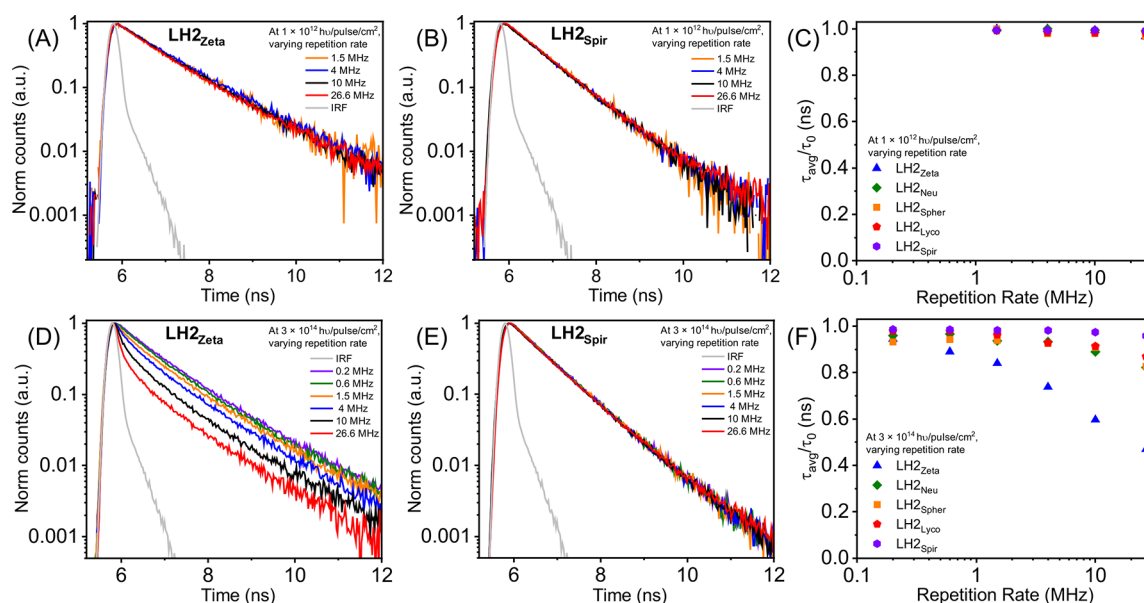 (A)
LH2Zeta
At 1 × 10¹² hυ/pulse/cm²,
varying repetition rate
1.5 MHz
4 MHz
10 MHz
26.6 MHz
IRF
Norm counts (a.u.)
1
0.1
0.01
0.001
6
8
10
12
Time (ns)
(B)
LH2Spir
At 1 × 10¹² hυ/pulse/cm²,
varying repetition rate
1.5 MHz
4 MHz
10 MHz
26.6 MHz
IRF
Norm counts (a.u.)
1
0.1
0.01
0.001
6
8
10
12
Time (ns)
(C)
τavg/τ0 (ns)
1.0
0.8
0.6
0.4
0.2
0.0
At 1 × 10¹² hυ/pulse/cm²,
varying repetition rate
LH2Zeta
LH2Neu
LH2Spher
LH2Lyco
LH2Spir
0.1
1
10
Repetition Rate (MHz)
(D)
LH2Zeta
At 3 × 10¹⁴ hυ/pulse/cm²,
varying repetition rate
IRF
0.2 MHz
0.6 MHz
1.5 MHz
4 MHz
10 MHz
26.6 MHz
Norm counts (a.u.)
1
0.1
0.01
0.001
6
8
10
12
Time (ns)
(E)
LH2Spir
At 3 × 10¹⁴ hυ/pulse/cm²,
varying repetition rate
IRF
0.2 MHz
0.6 MHz
1.5 MHz
4 MHz
10 MHz
26.6 MHz
Norm counts (a.u.)
1
0.1
0.01
0.001
6
8
10
12
Time (ns)
(F)
τavg/τ0 (ns)
1.0
0.8
0.6
0.4
0.2
0.0
At 3 × 10¹⁴ hυ/pulse/cm²,
varying repetition rate
LH2Zeta
LH2Neu
LH2Spher
LH2Lyco
LH2Spir
0.1
1
10
Repetition Rate (MHz)